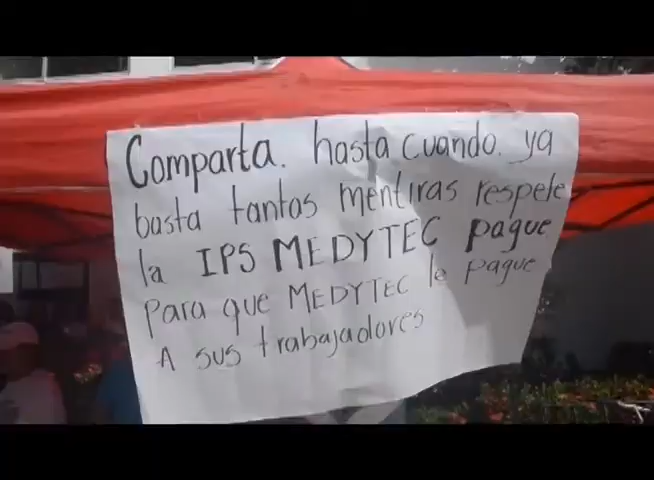 Comparta. hasta cuando. ya
basta tantas mentiras respete
la IPS MEDYTEC pague
para que MEDYTEC le pague
A sus trabajadores